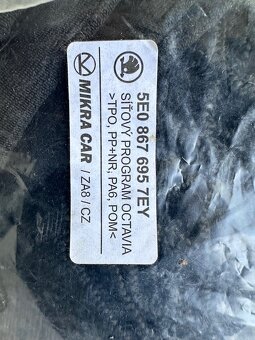 5E0 867 695 7EY
SÍŤOVÝ PROGRAM OCTAVIA
>TPO, PP+NR, PA6, POM<
MIKRA CAR / ZA8 / CZ